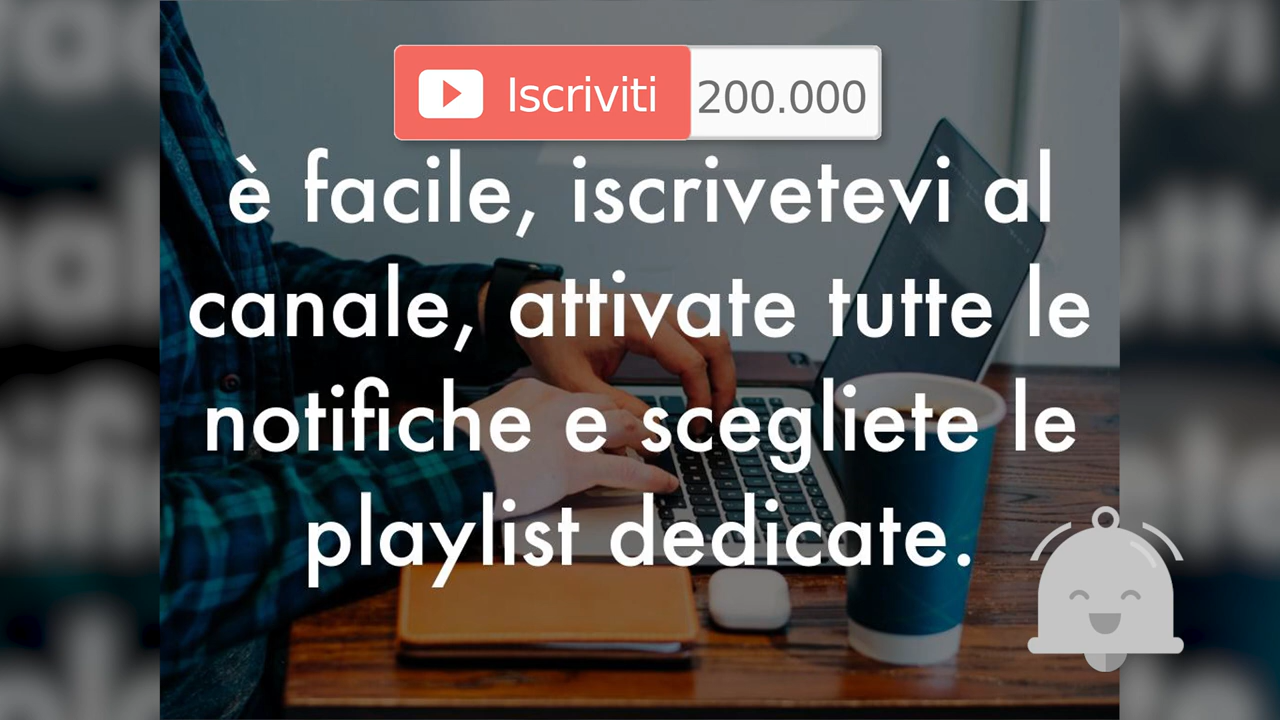 Iscriviti 200.000
è facile, iscrivetevi al
canale, attivate tutte le
notifiche e scegliete le
playlist dedicate.